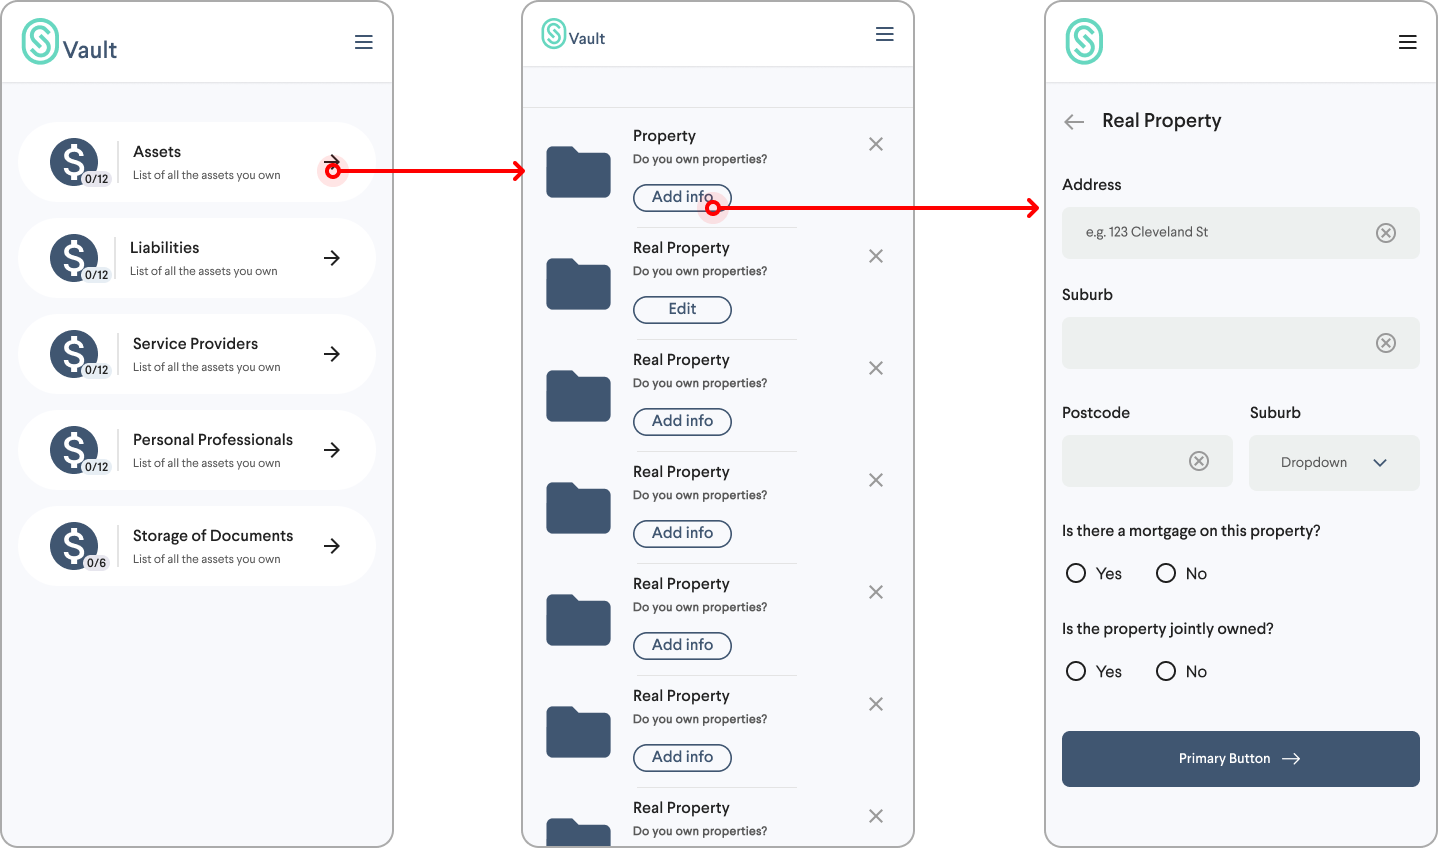 Vault
Assets
List of all the assets you own
0/12
Liabilities
List of all the assets you own
0/12
Service Providers
List of all the assets you own
0/12
Personal Professionals
List of all the assets you own
0/12
Storage of Documents
List of all the assets you own
0/6
Vault
Property
Do you own properties?
Add info
Real Property
Do you own properties?
Edit
Real Property
Do you own properties?
Add info
Real Property
Do you own properties?
Add info
Real Property
Do you own properties?
Add info
Real Property
Do you own properties?
Add info
Real Property
Do you own properties?
Real Property
Address
e.g. 123 Cleveland St
Suburb
Postcode Suburb
Dropdown
Is there a mortgage on this property?
Yes No
Is the property jointly owned?
Yes No
Primary Button